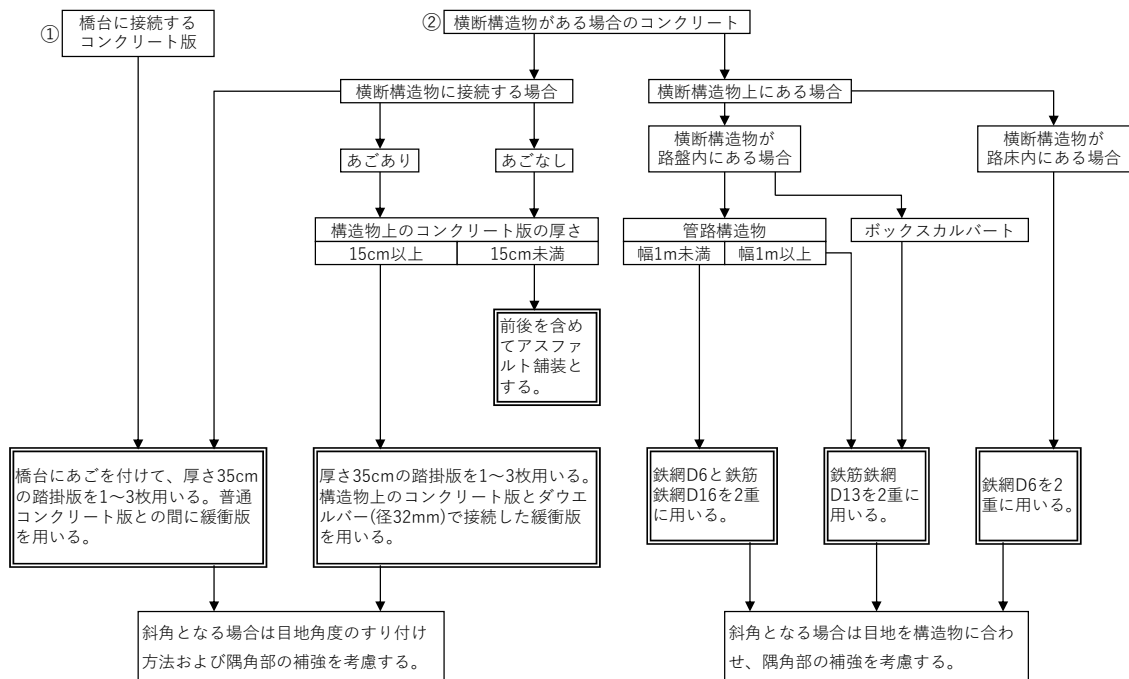 ①
橋台に接続する
コンクリート版
②
横断構造物がある場合のコンクリート
横断構造物に接続する場合
横断構造物上にある場合
横断構造物が
路盤内にある場合
横断構造物が
路床内にある場合
あごあり
あごなし
構造物上のコンクリート版の厚さ
15cm以上
15cm未満
管路構造物
幅1m未満
幅1m以上
ボックスカルバート
前後を含め
てアスファ
ルト舗装と
する。
橋台にあごを付けて、厚さ35cm
の踏掛版を1～3枚用いる。普通
コンクリート版との間に緩衝版
を用いる。
厚さ35cmの踏掛版を1～3枚用いる。
構造物上のコンクリート版とダウエ
ルバー(径32mm)で接続した緩衝版
を用いる。
鉄網D6と鉄筋
鉄網D16を2重
に用いる。
鉄筋鉄網
D13を2重に
用いる。
鉄網D6を2
重に用いる。
斜角となる場合は目地角度のすり付け
方法および隅角部の補強を考慮する。
斜角となる場合は目地を構造物に合わ
せ、隅角部の補強を考慮する。